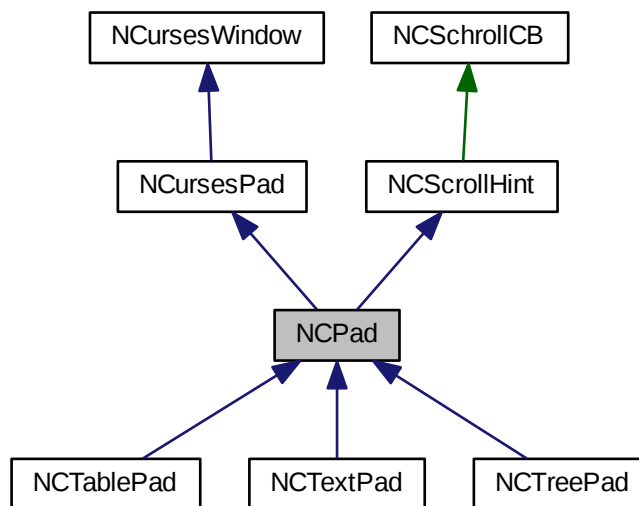 NCursesWindow
NCSchrollCB
NCursesPad
NCScrollHint
NCPad
NCTablePad
NCTextPad
NCTreePad